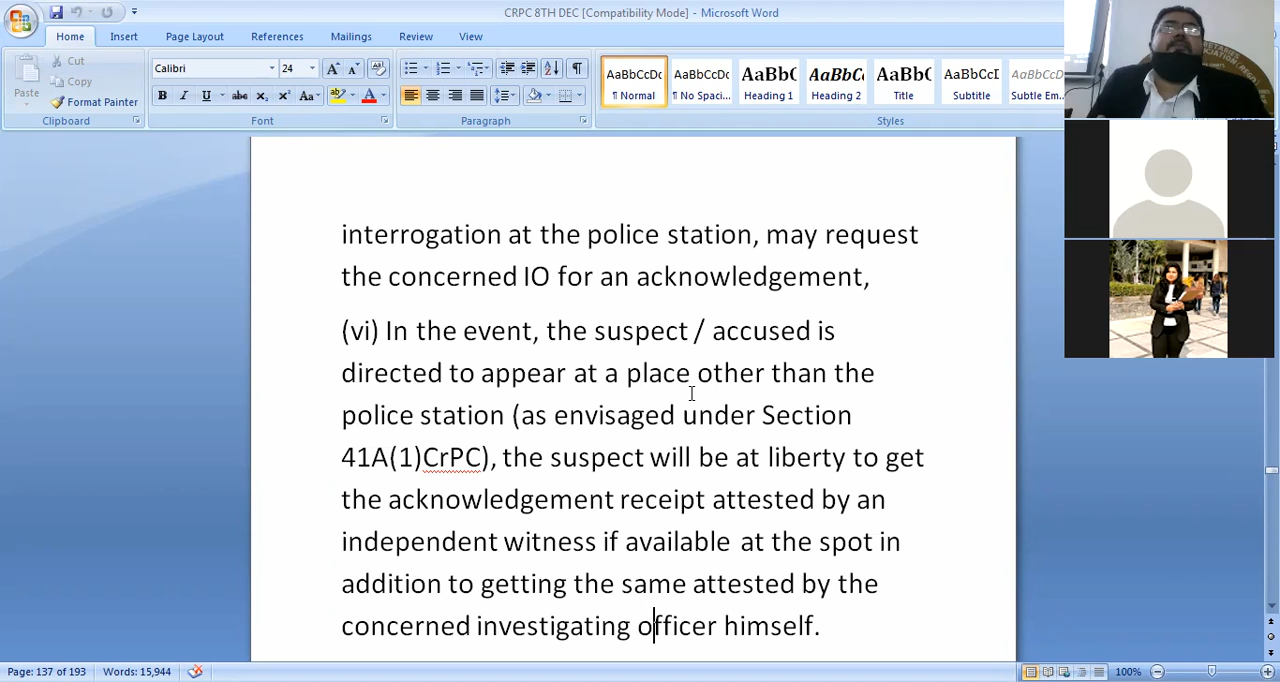 CRPC 8TH DEC [Compatibility Mode] - Microsoft Word
Home Insert Page Layout References Mailings Review View
Paste
Cut
Copy
Format Painter
Clipboard
Calibri 24
Font
Paragraph
AaBbCcDc AaBbCcDc AaBbC AaBbCc AaBbC AaBbCcI AaBbCcD
¶ Normal ¶ No Spaci... Heading 1 Heading 2 Title Subtitle Subtle Em...
Styles
interrogation at the police station, may request
the concerned IO for an acknowledgement,
(vi) In the event, the suspect / accused is
directed to appear at a place other than the
police station (as envisaged under Section
41A(1)CrPC), the suspect will be at liberty to get
the acknowledgement receipt attested by an
independent witness if available at the spot in
addition to getting the same attested by the
concerned investigating officer himself.
Page: 137 of 193 Words: 15,944 100%